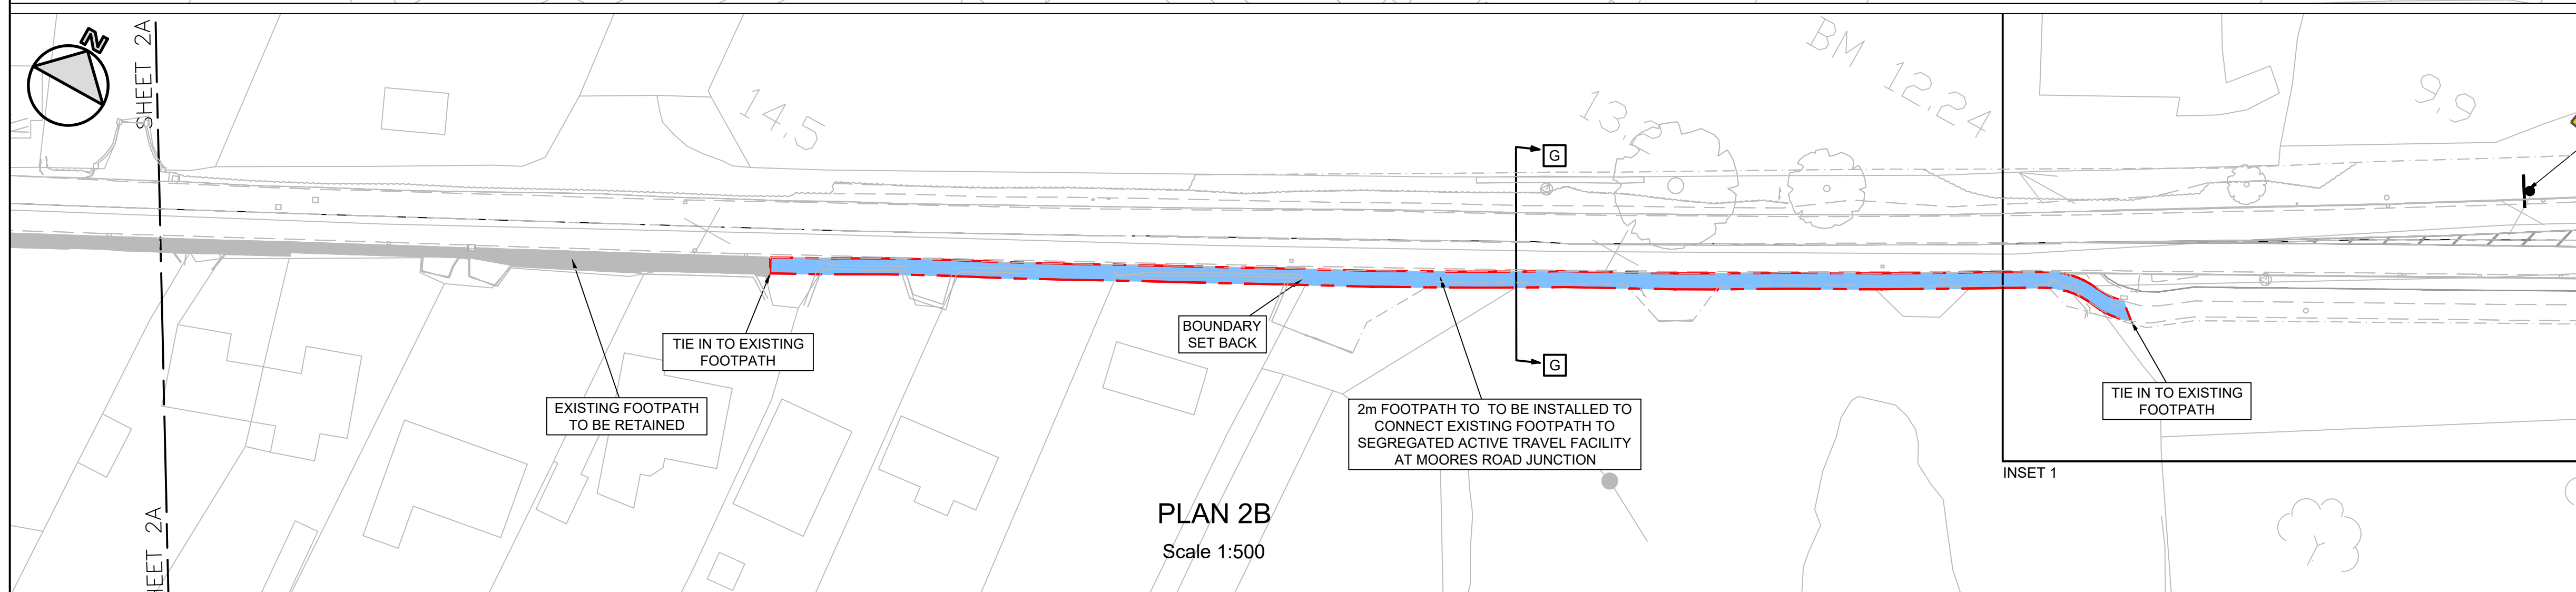 N
SHEET 2A
14.5
BM 12.24
9.9
G
TIE IN TO EXISTING
FOOTPATH
EXISTING FOOTPATH
TO BE RETAINED
BOUNDARY
SET BACK
G
2m FOOTPATH TO TO BE INSTALLED TO
CONNECT EXISTING FOOTPATH TO
SEGREGATED ACTIVE TRAVEL FACILITY
AT MOORES ROAD JUNCTION
TIE IN TO EXISTING
FOOTPATH
INSET 1
PLAN 2B
Scale 1:500
HEET 2A